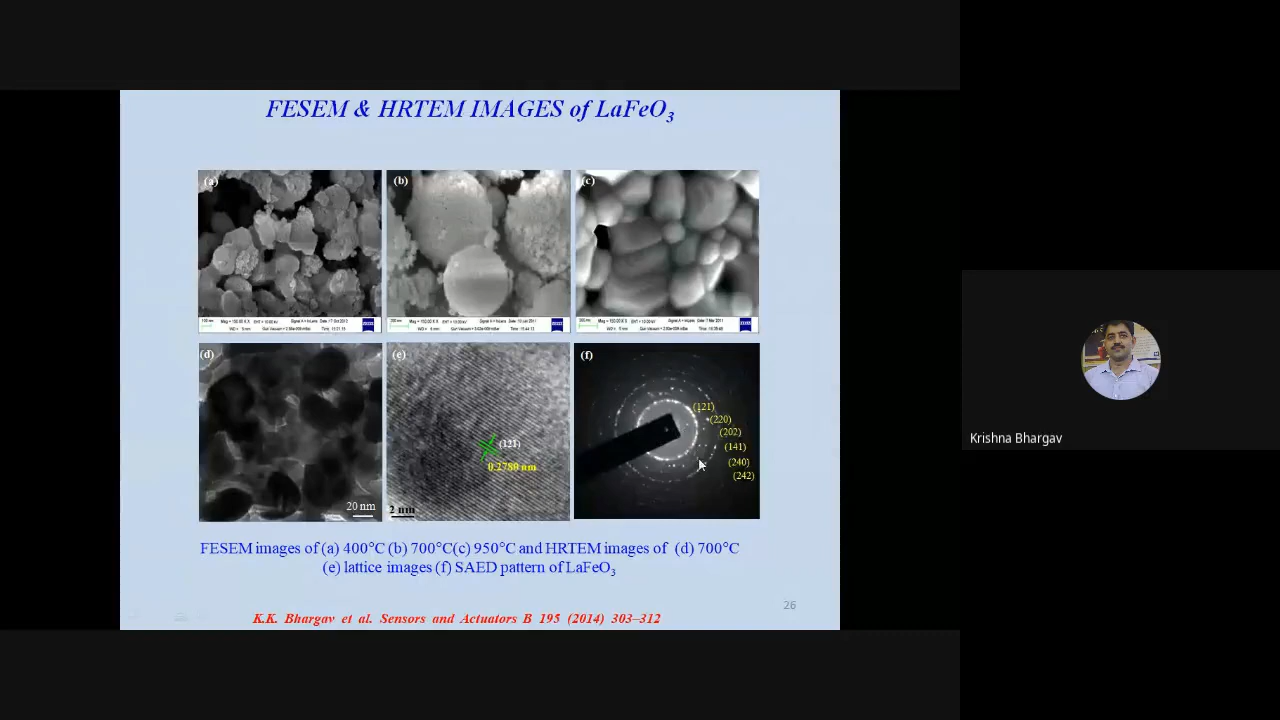 FESEM & HRTEM IMAGES of LaFeO3
(a)
(b)
(c)
(d)
20 nm
(e)
(121)
0.2780 nm
2 nm
(f)
(121)
(220)
(202)
(141)
(240)
(242)
FESEM images of (a) 400°C (b) 700°C(c) 950°C and HRTEM images of (d) 700°C
(e) lattice images (f) SAED pattern of LaFeO3
26
K.K. Bhargav et al. Sensors and Actuators B 195 (2014) 303–312
Krishna Bhargav